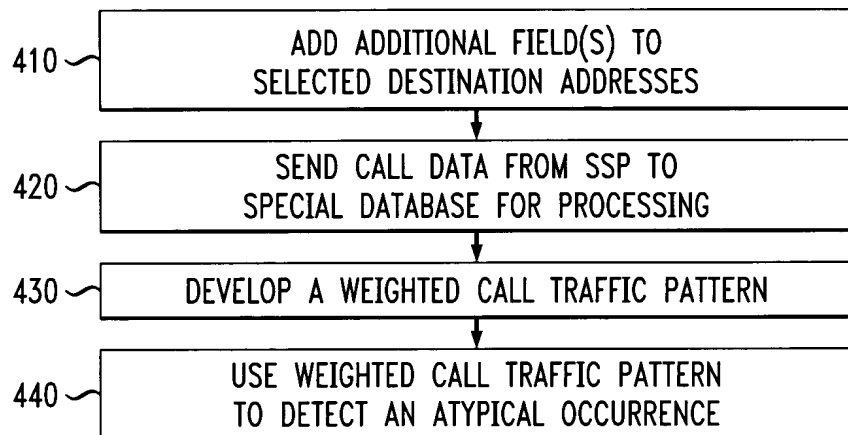 410
ADD ADDITIONAL FIELD(S) TO
SELECTED DESTINATION ADDRESSES
420
SEND CALL DATA FROM SSP TO
SPECIAL DATABASE FOR PROCESSING
430
DEVELOP A WEIGHTED CALL TRAFFIC PATTERN
440
USE WEIGHTED CALL TRAFFIC PATTERN
TO DETECT AN ATYPICAL OCCURRENCE